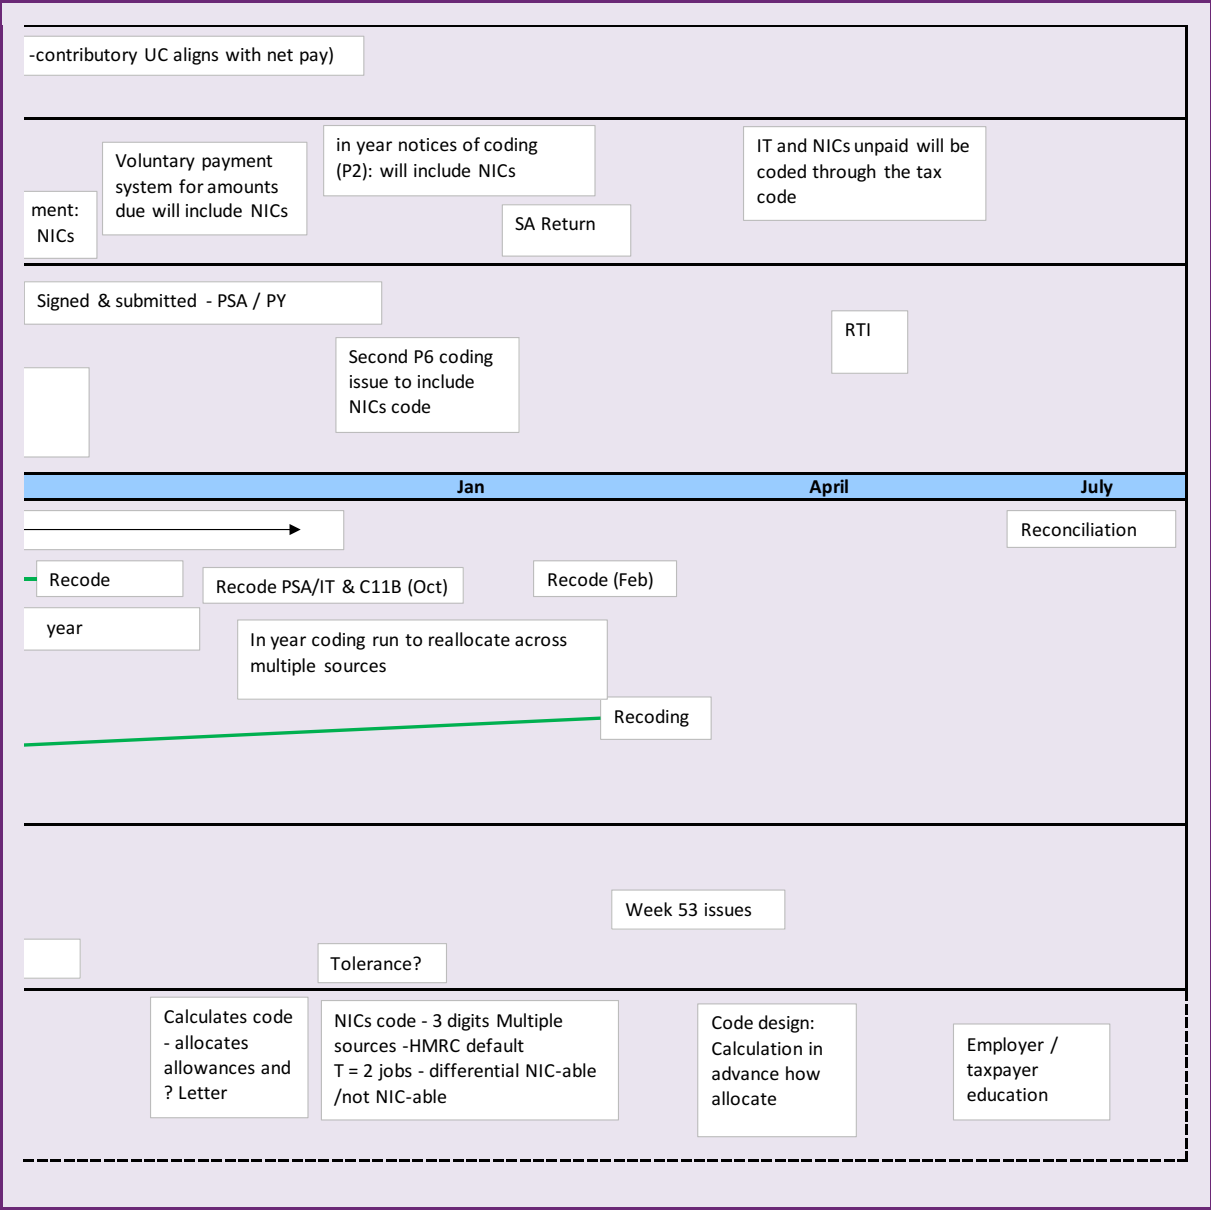 -contributory UC aligns with net pay)
Voluntary payment
system for amounts
due will include NICs
in year notices of coding
(P2): will include NICs
IT and NICs unpaid will be
coded through the tax
code
ment:
NICs
SA Return
Signed & submitted - PSA / PY
RTI
Second P6 coding
issue to include
NICs code
Jan
April
July
Reconciliation
Recode
Recode PSA/IT & C11B (Oct)
Recode (Feb)
year
In year coding run to reallocate across
multiple sources
Recoding
Week 53 issues
Tolerance?
Calculates code
- allocates
allowances and
? Letter
NICs code - 3 digits Multiple
sources -HMRC default
T = 2 jobs - differential NIC-able
/not NIC-able
Code design:
Calculation in
advance how
allocate
Employer /
taxpayer
education